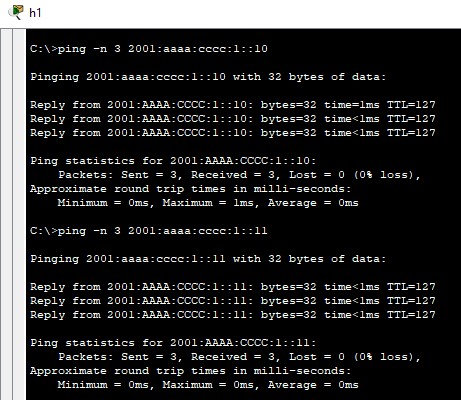 h1
C:\>ping -n 3 2001:aaaa:cccc:1::10
Pinging 2001:aaaa:cccc:1::10 with 32 bytes of data:
Reply from 2001:AAAA:CCCC:1::10: bytes=32 time=1ms TTL=127
Reply from 2001:AAAA:CCCC:1::10: bytes=32 time<1ms TTL=127
Reply from 2001:AAAA:CCCC:1::10: bytes=32 time<1ms TTL=127
Ping statistics for 2001:AAAA:CCCC:1::10:
Packets: Sent = 3, Received = 3, Lost = 0 (0% loss),
Approximate round trip times in milli-seconds:
Minimum = 0ms, Maximum = 1ms, Average = 0ms
C:\>ping -n 3 2001:aaaa:cccc:1::11
Pinging 2001:aaaa:cccc:1::11 with 32 bytes of data:
Reply from 2001:AAAA:CCCC:1::11: bytes=32 time<1ms TTL=127
Reply from 2001:AAAA:CCCC:1::11: bytes=32 time<1ms TTL=127
Reply from 2001:AAAA:CCCC:1::11: bytes=32 time<1ms TTL=127
Ping statistics for 2001:AAAA:CCCC:1::11:
Packets: Sent = 3, Received = 3, Lost = 0 (0% loss),
Approximate round trip times in milli-seconds:
Minimum = 0ms, Maximum = 0ms, Average = 0ms